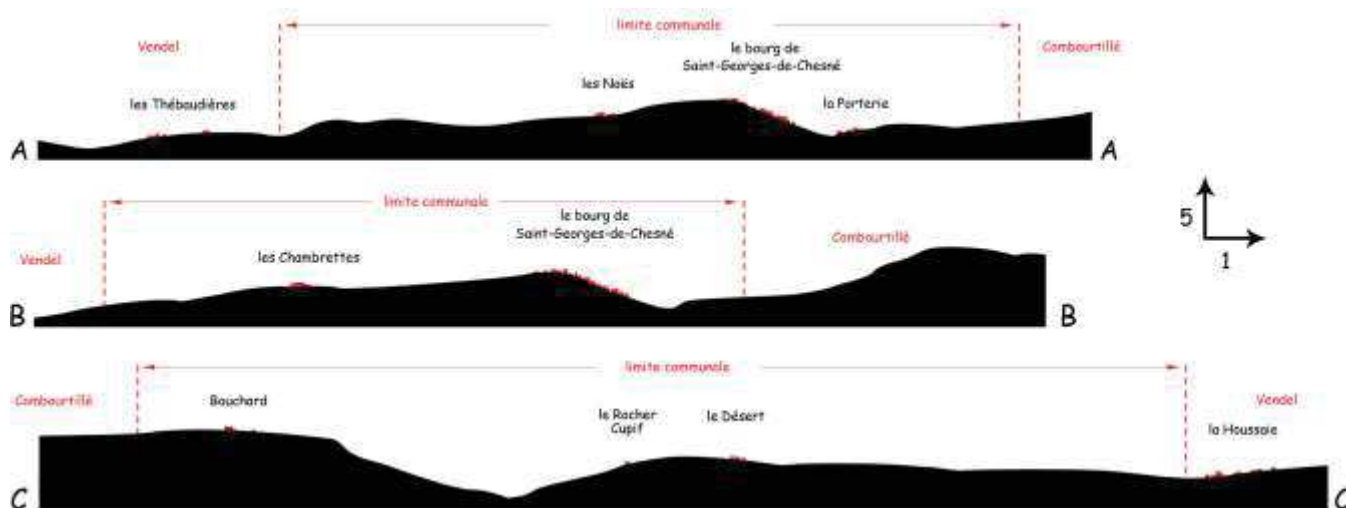 limite communale
Vendel
le bourg de
Saint-Georges-de-Chesné
Combourtillé
les Thébaudières
les Noës
la Porterie
A
A
limite communale
le bourg de
Saint-Georges-de-Chesné
Combourtillé
Vendel
les Chambrettes
B
B
5
1
limite communale
Combourtillé
Bouchard
le Rocher
Cupif
le Désert
Vendel
la Houssaie
C
C